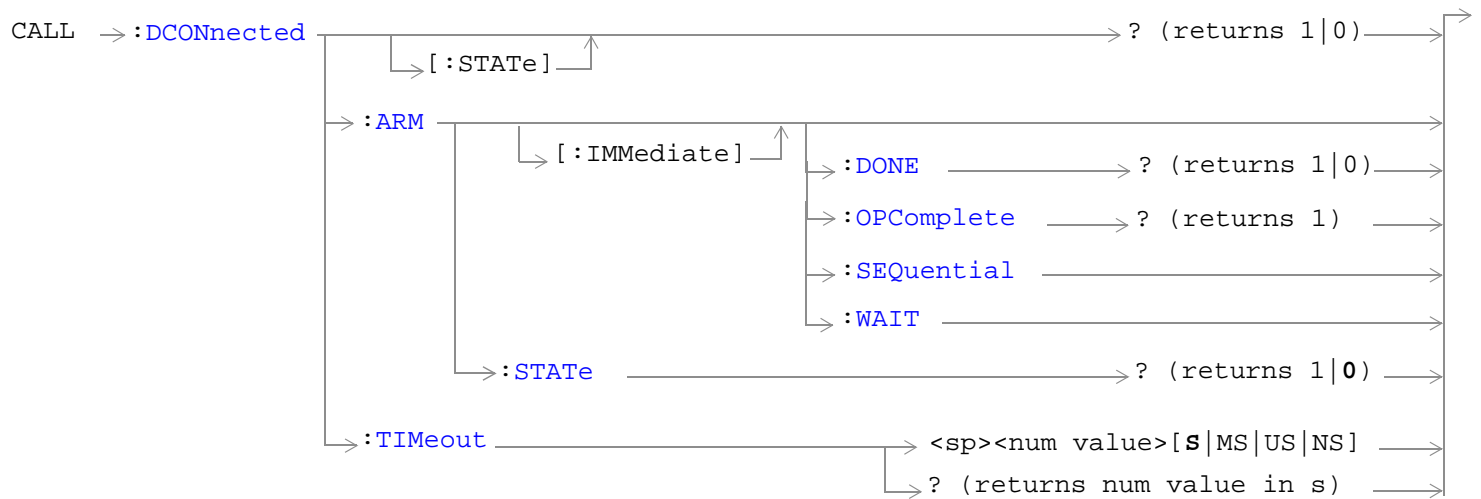 CALL :DCONnected ? (returns 1|0)
[:STATe]
:ARM
[:IMMediate]
:DONE ? (returns 1|0)
:OPComplete ? (returns 1)
:SEQuential
:WAIT
:STATe ? (returns 1|0)
:TIMeout <sp><num value>[S|MS|US|NS]
? (returns num value in s)